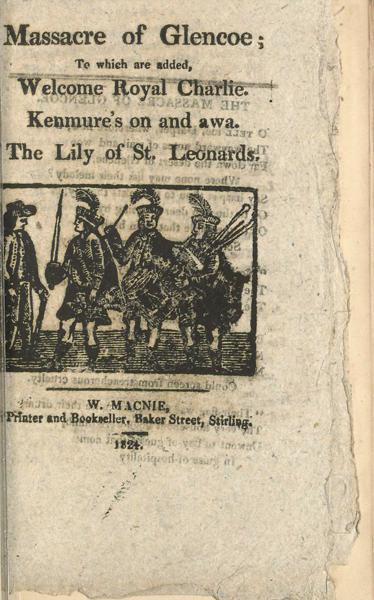 Massacre of Glencoe;
To which are added,
Welcome Royal Charlie.
Kenmure's on and awa.
The Lily of St. Leonards.
W. MACNIE,
Printer and Bookseller, Baker Street, Stirling.
1824.